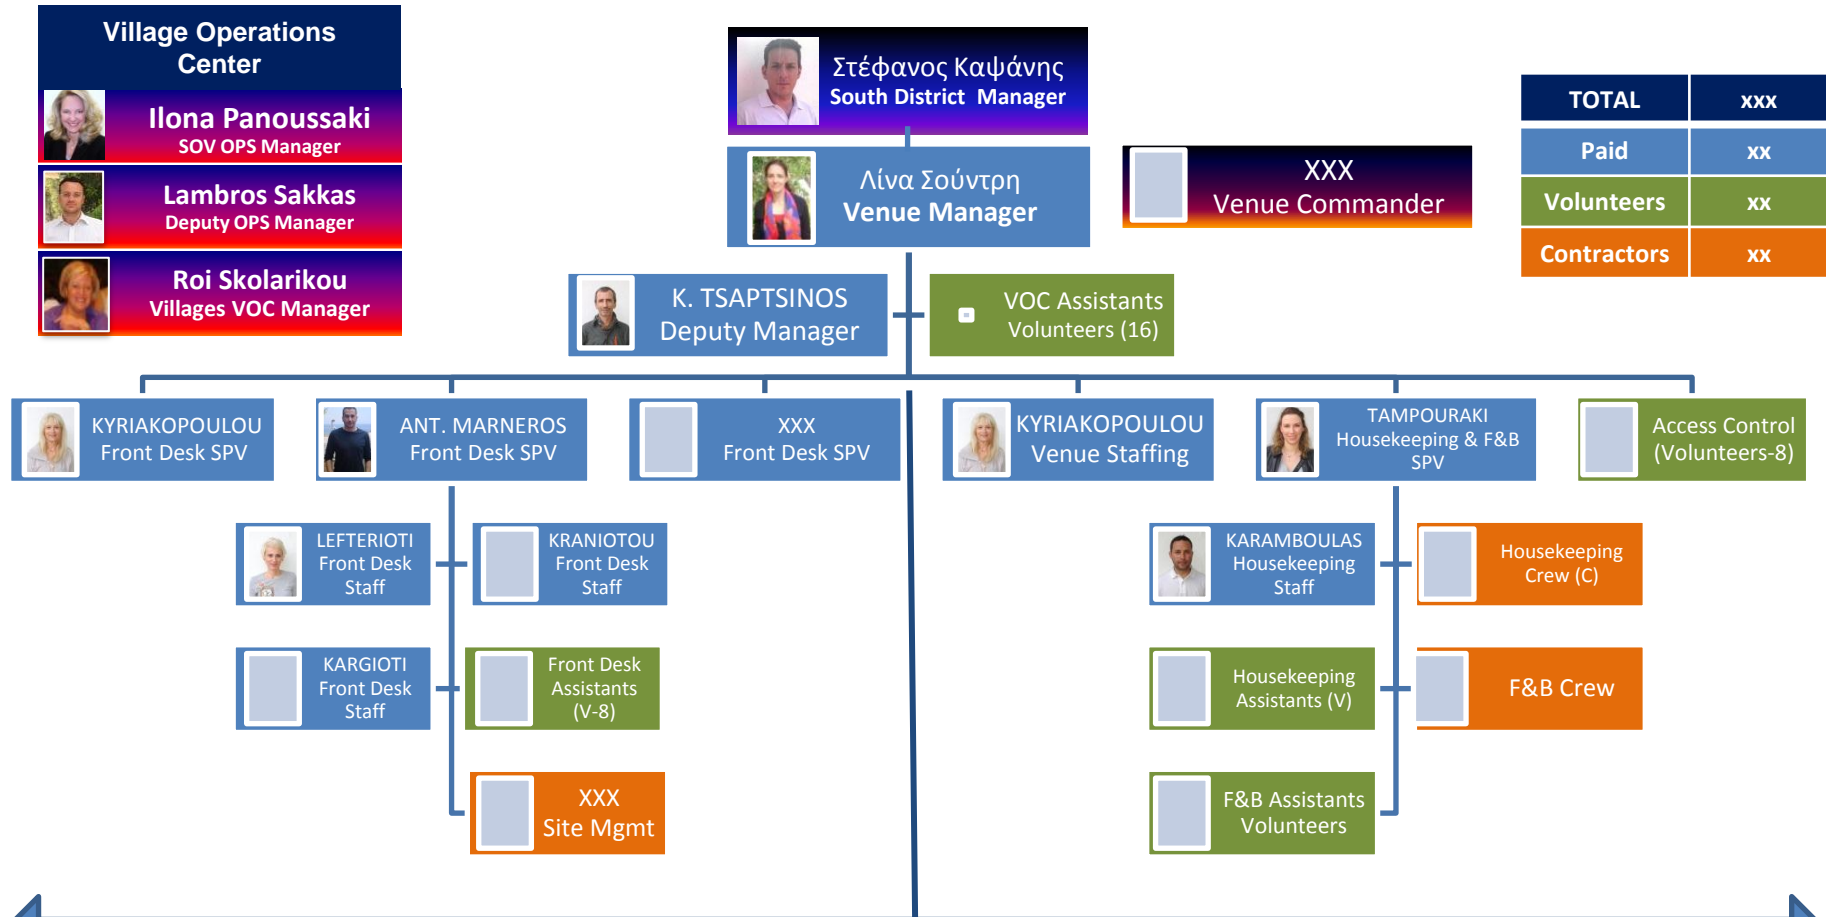 Village Operations
Center
Ilona Panoussaki
SOV OPS Manager
Lambros Sakkas
Deputy OPS Manager
Roi Skolarikou
Villages VOC Manager
Στέφανος Καψάνης
South District Manager
Λίνα Σούντρη
Venue Manager
XXX
Venue Commander
TOTAL xxx
Paid xx
Volunteers xx
Contractors xx
K. TSAPTSINOS
Deputy Manager
VOC Assistants
Volunteers (16)
KYRIAKOPOULOU
Front Desk SPV
ANT. MARNEROS
Front Desk SPV
XXX
Front Desk SPV
KYRIAKOPOULOU
Venue Staffing
TAMPOURAKI
Housekeeping & F&B
SPV
Access Control
(Volunteers-8)
LEFTERIOTI
Front Desk
Staff
KRANIOTOU
Front Desk
Staff
KARAMBOULAS
Housekeeping
Staff
Housekeeping
Crew (C)
KARGIOTI
Front Desk
Staff
Front Desk
Assistants
(V-8)
Housekeeping
Assistants (V)
F&B Crew
XXX
Site Mgmt
F&B Assistants
Volunteers